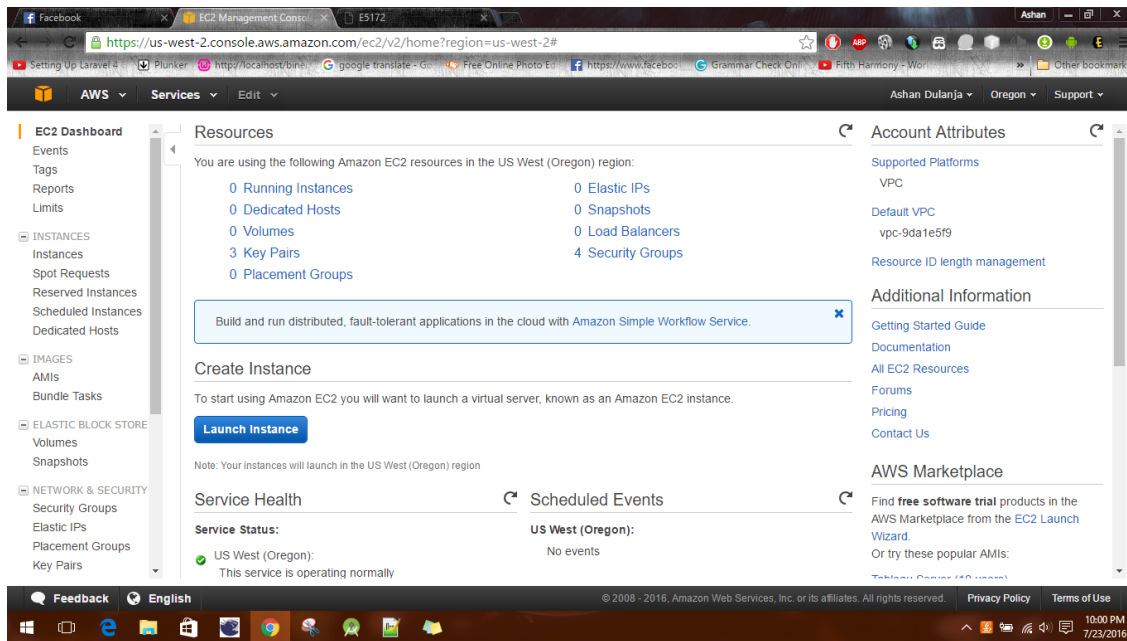 Facebook
EC2 Management Consol
E5172
Ashan
https://us-west-2.console.aws.amazon.com/ec2/v2/home?region=us-west-2#
ABP
Setting Up Laravel 4
Plunker
http://localhost/bine
google translate - Go
Free Online Photo Ed
https://www.faceboo
Grammar Check Onli
Fifth Harmony - Wor
»
Other bookmark
AWS
Services
Edit
Ashan Dulanja
Oregon
Support
EC2 Dashboard
Events
Tags
Reports
Limits
INSTANCES
Instances
Spot Requests
Reserved Instances
Scheduled Instances
Dedicated Hosts
IMAGES
AMIs
Bundle Tasks
ELASTIC BLOCK STORE
Volumes
Snapshots
NETWORK & SECURITY
Security Groups
Elastic IPs
Placement Groups
Key Pairs
Resources
You are using the following Amazon EC2 resources in the US West (Oregon) region:
0 Running Instances
0 Elastic IPs
0 Dedicated Hosts
0 Snapshots
0 Volumes
0 Load Balancers
3 Key Pairs
4 Security Groups
0 Placement Groups
Build and run distributed, fault-tolerant applications in the cloud with Amazon Simple Workflow Service.
Create Instance
To start using Amazon EC2 you will want to launch a virtual server, known as an Amazon EC2 instance.
Launch Instance
Note: Your instances will launch in the US West (Oregon) region
Service Health
Service Status:
US West (Oregon):
This service is operating normally
Scheduled Events
US West (Oregon):
No events
Account Attributes
Supported Platforms
VPC
Default VPC
vpc-9da1e5f9
Resource ID length management
Additional Information
Getting Started Guide
Documentation
All EC2 Resources
Forums
Pricing
Contact Us
AWS Marketplace
Find free software trial products in the
AWS Marketplace from the EC2 Launch
Wizard.
Or try these popular AMIs:
Tableau Server (10 users)
Feedback
English
© 2008 - 2016, Amazon Web Services, Inc. or its affiliates. All rights reserved.
Privacy Policy
Terms of Use
10:00 PM
7/23/2016